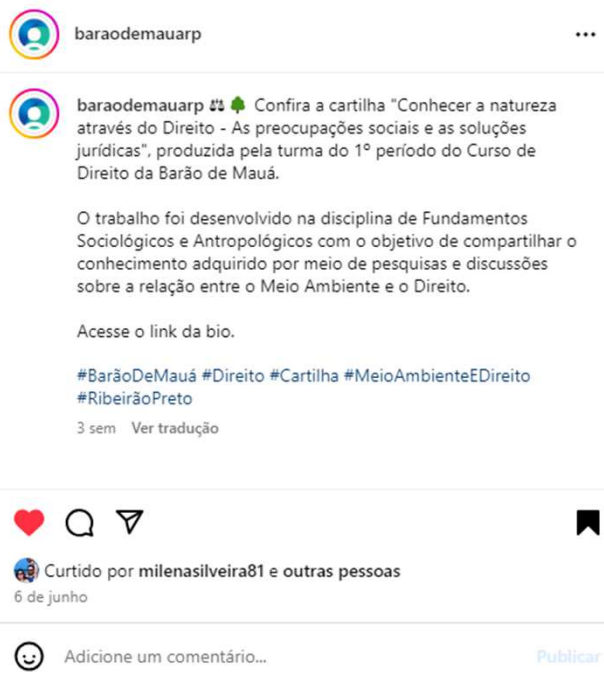 baraodemauarp
baraodemauarp ⚖️🌳 Confira a cartilha "Conhecer a natureza
através do Direito - As preocupações sociais e as soluções
jurídicas", produzida pela turma do 1º período do Curso de
Direito da Barão de Mauá.
O trabalho foi desenvolvido na disciplina de Fundamentos
Sociológicos e Antropológicos com o objetivo de compartilhar o
conhecimento adquirido por meio de pesquisas e discussões
sobre a relação entre o Meio Ambiente e o Direito.
Acesse o link da bio.
#BarãoDeMauá #Direito #Cartilha #MeioAmbienteEDireito
#RibeirãoPreto
3 sem Ver tradução
Curtido por milenasilveira81 e outras pessoas
6 de junho
Adicione um comentário... Publicar